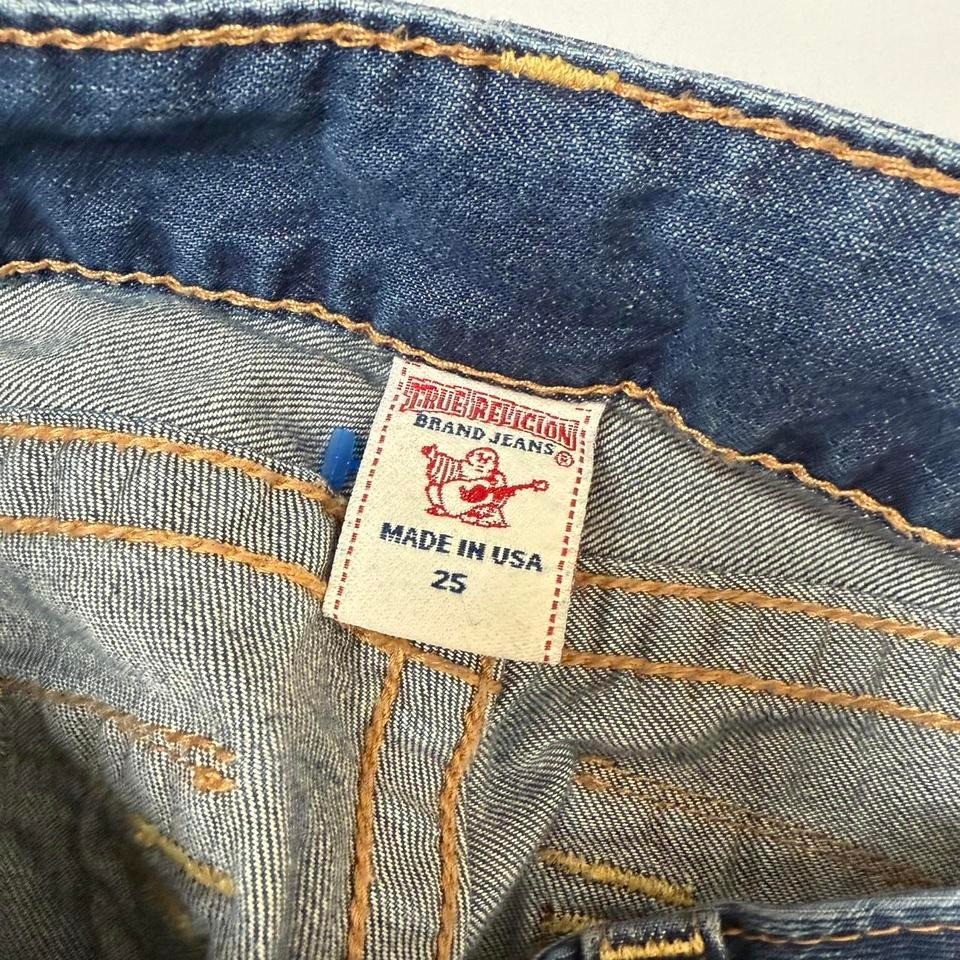 TRUE RELIGION
BRAND JEANS
®
MADE IN USA
25